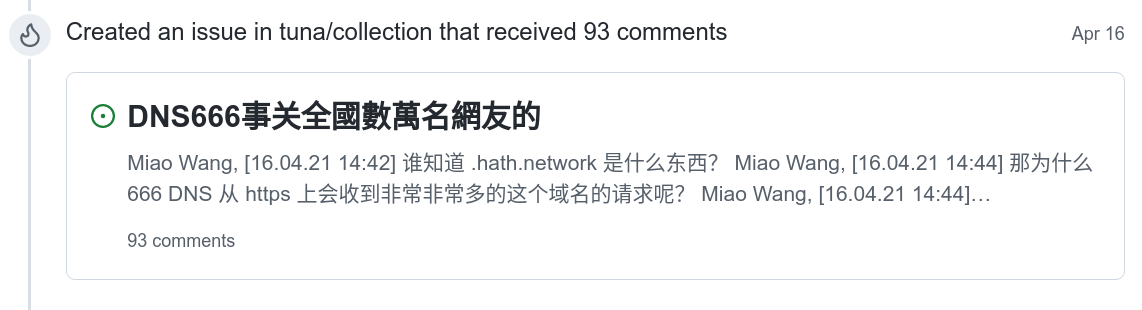 Created an issue in tuna/collection that received 93 comments
Apr 16
DNS666事关全國數萬名網友的
Miao Wang, [16.04.21 14:42] 谁知道 .hath.network 是什么东西? Miao Wang, [16.04.21 14:44] 那为什么
666 DNS 从 https 上会收到非常非常多的这个域名的请求呢? Miao Wang, [16.04.21 14:44]…
93 comments